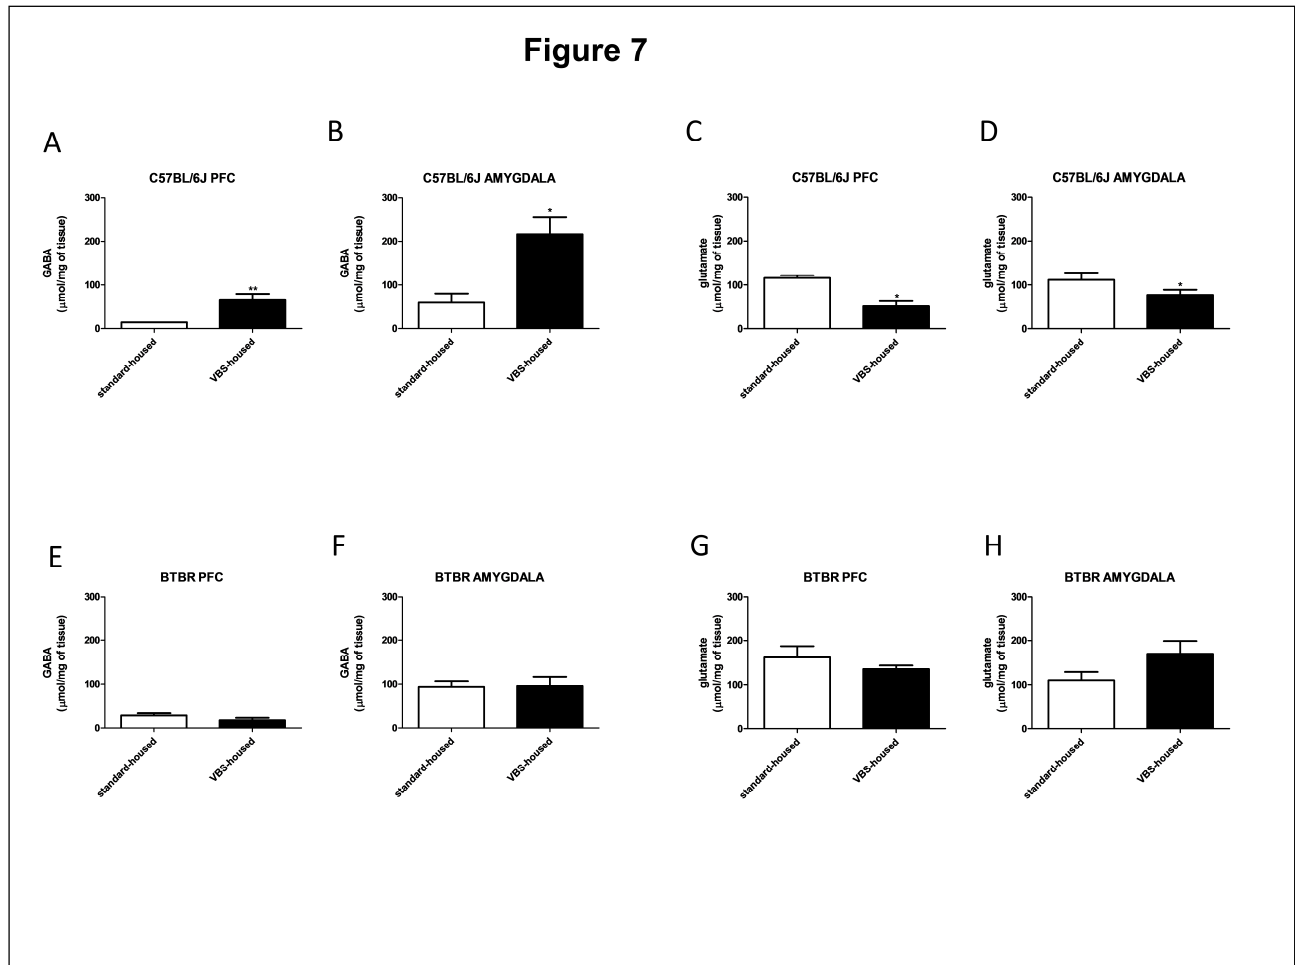 Figure 7
A
C57BL/6J PFC
GABA
(μmol/mg of tissue)
300
200
100
0
**
standard-housed
VBS-housed
B
C57BL/6J AMYGDALA
GABA
(μmol/mg of tissue)
300
200
100
0
*
standard-housed
VBS-housed
C
C57BL/6J PFC
glutamate
(μmol/mg of tissue)
300
200
100
0
*
standard-housed
VBS-housed
D
C57BL/6J AMYGDALA
glutamate
(μmol/mg of tissue)
300
200
100
0
*
standard-housed
VBS-housed
E
BTBR PFC
GABA
(μmol/mg of tissue)
300
200
100
0
standard-housed
VBS-housed
F
BTBR AMYGDALA
GABA
(μmol/mg of tissue)
300
200
100
0
standard-housed
VBS-housed
G
BTBR PFC
glutamate
(μmol/mg of tissue)
300
200
100
0
standard-housed
VBS-housed
H
BTBR AMYGDALA
glutamate
(μmol/mg of tissue)
300
200
100
0
standard-housed
VBS-housed